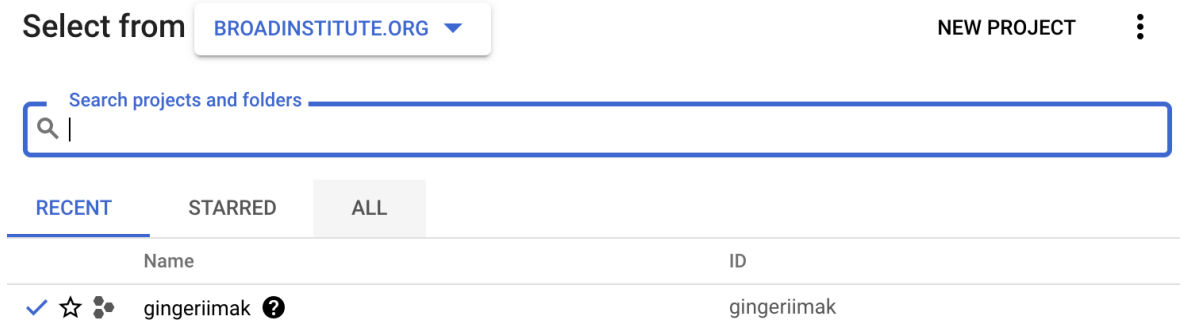 Select from BROADINSTITUTE.ORG NEW PROJECT
Search projects and folders
RECENT STARRED ALL
Name ID
gingeriimak ? gingeriimak